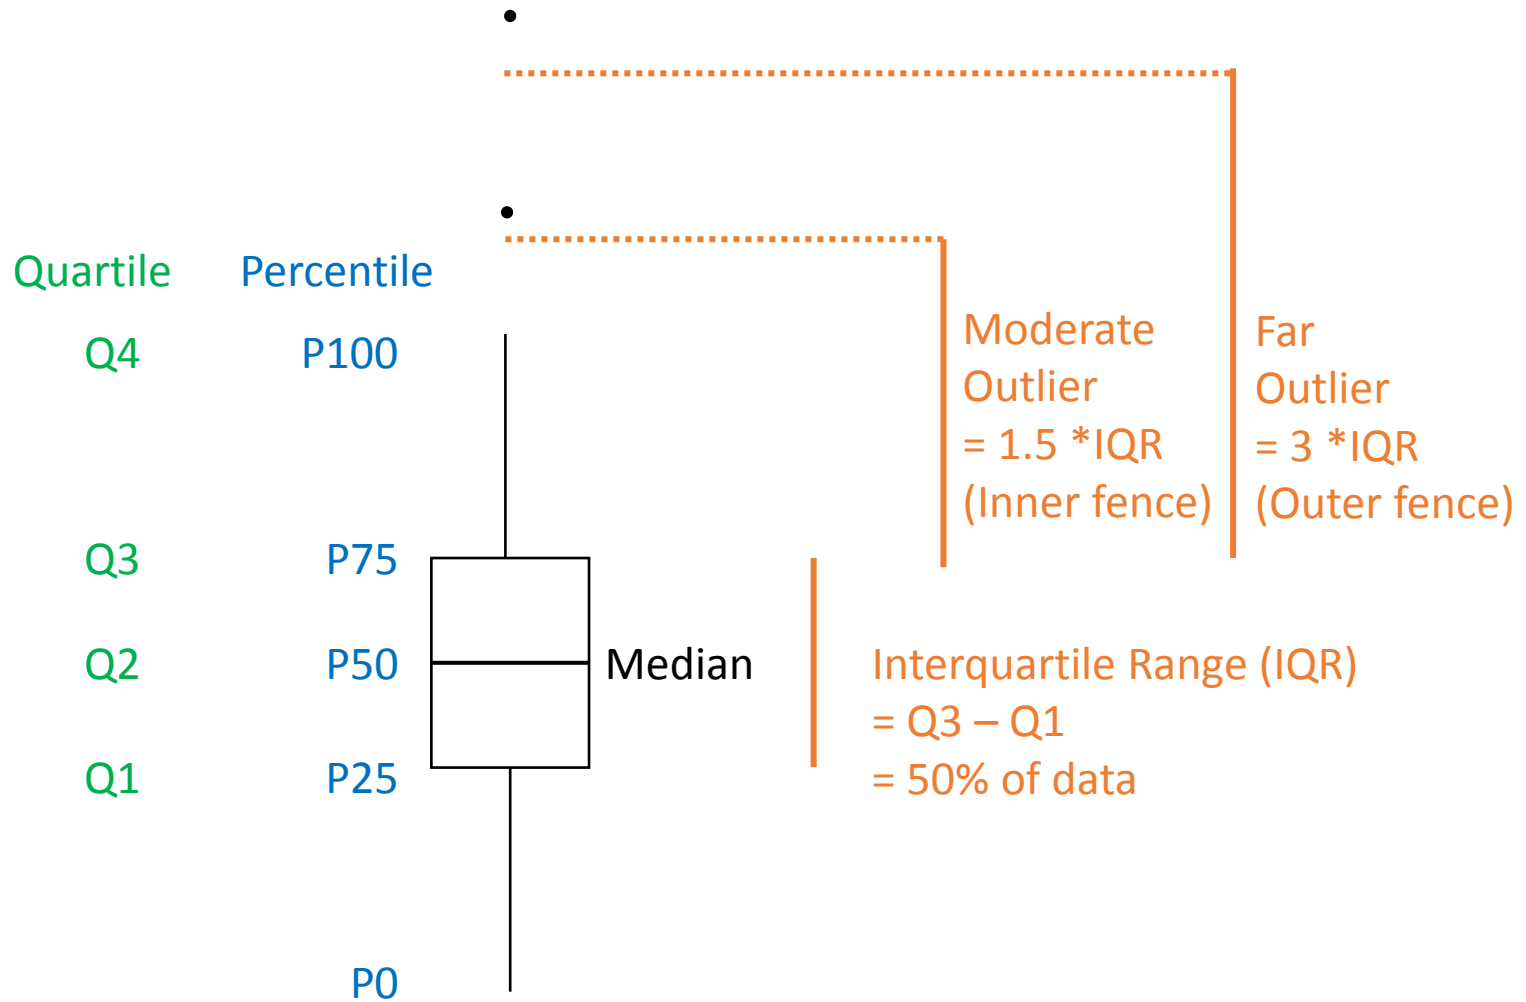 Quartile Percentile
Q4 P100
Q3 P75
Q2 P50 Median
Q1 P25
P0
Moderate
Outlier
= 1.5 *IQR
(Inner fence)
Far
Outlier
= 3 *IQR
(Outer fence)
Interquartile Range (IQR)
= Q3 – Q1
= 50% of data